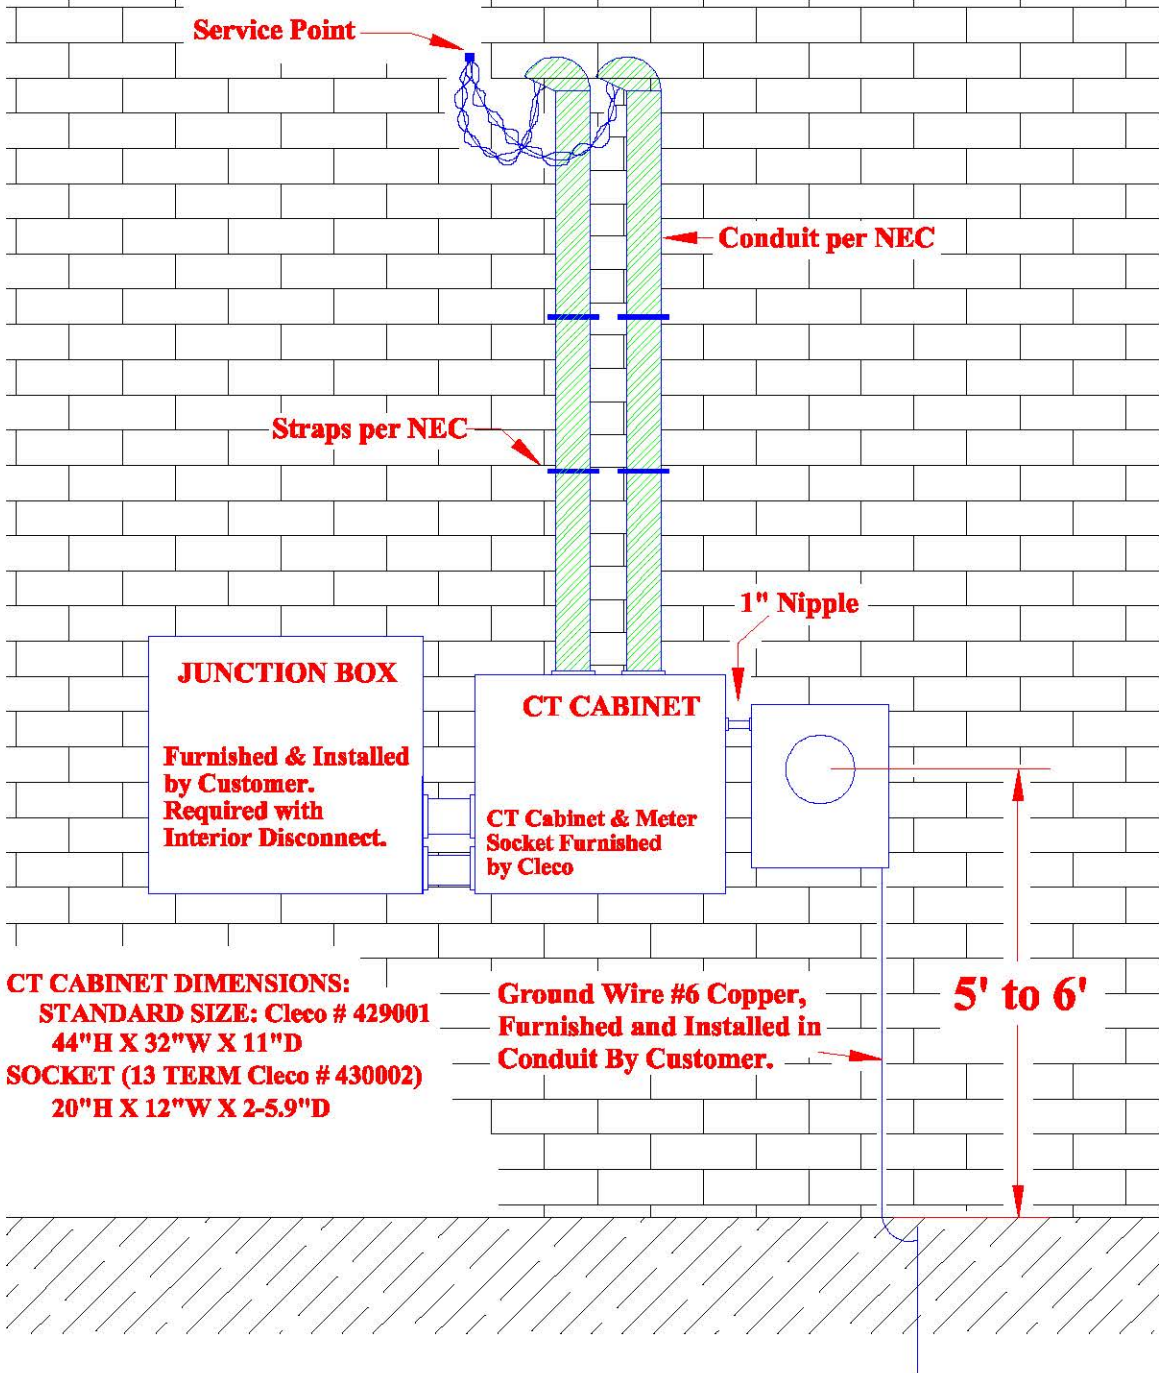 Service Point
Conduit per NEC
Straps per NEC
1" Nipple
JUNCTION BOX
Furnished & Installed
by Customer.
Required with
Interior Disconnect.
CT CABINET
CT Cabinet & Meter
Socket Furnished
by Cleco
CT CABINET DIMENSIONS:
STANDARD SIZE: Cleco # 429001
44"H X 32"W X 11"D
SOCKET (13 TERM Cleco # 430002)
20"H X 12"W X 2-5.9"D
Ground Wire #6 Copper,
Furnished and Installed in
Conduit By Customer.
5' to 6'